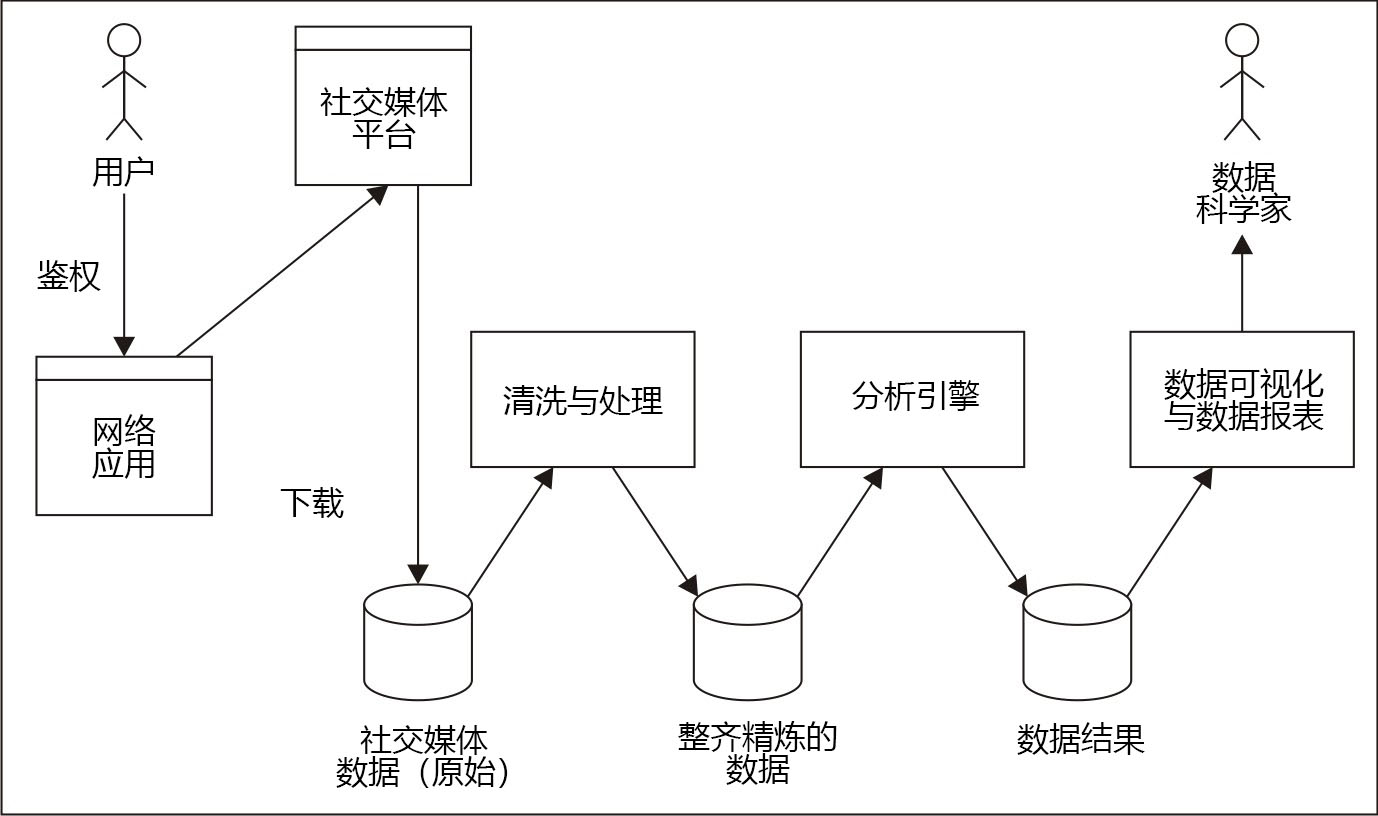 用户
社交媒体
平台
数据
科学家
鉴权
网络
应用
下载
清洗与处理
分析引擎
数据可视化
与数据报表
社交媒体
数据（原始）
整齐精炼的
数据
数据结果